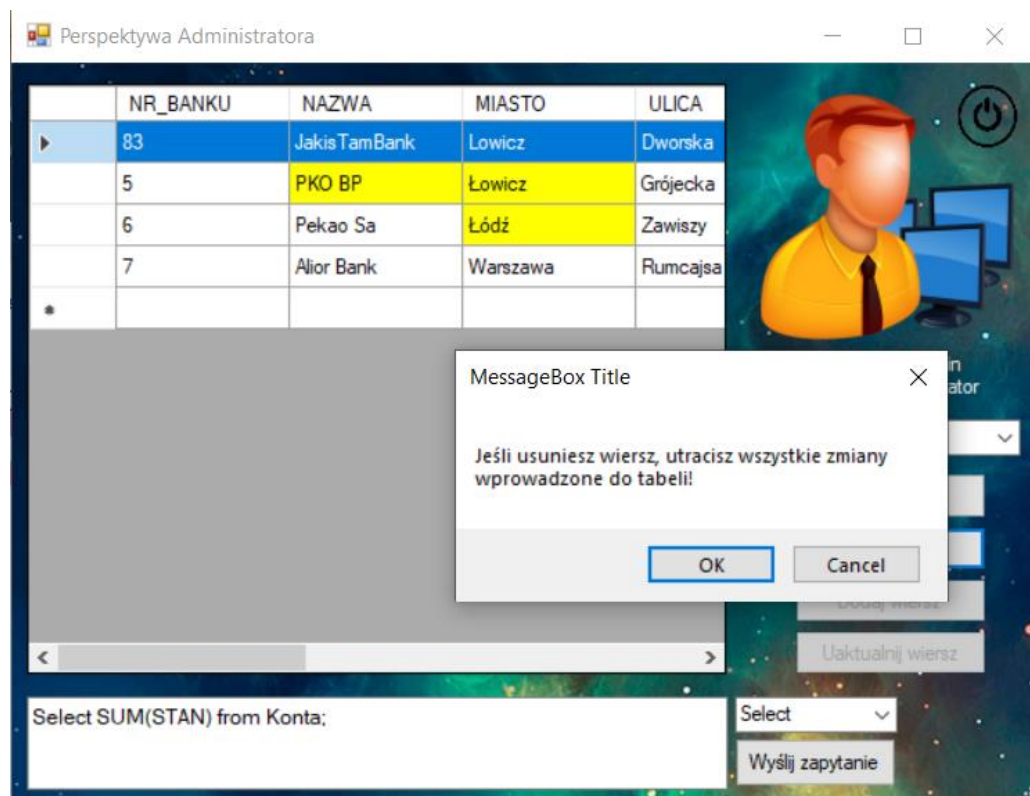 Perspektywa Administratora
NR_BANKU NAZWA MIASTO ULICA
83 JakisTamBank Lowicz Dworska
5 PKO BP Łowicz Grójecka
6 Pekao Sa Łódź Zawiszy
7 Alior Bank Warszawa Rumcajsa
MessageBox Title
Jeśli usuniesz wiersz, utracisz wszystkie zmiany
wprowadzone do tabeli!
OK Cancel
Dodaj wiersz
Uaktualnij wiersz
Select SUM(STAN) from Konta;
Select
Wyślij zapytanie